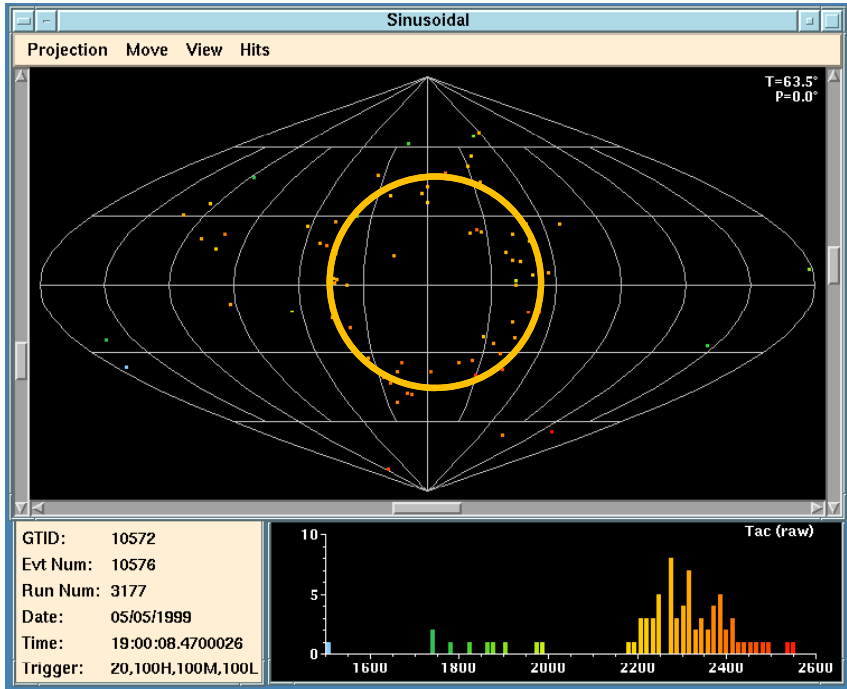 Sinusoidal
Projection Move View Hits
T=63.5°
P=0.0°
GTID: 10572
Evt Num: 10576
Run Num: 3177
Date: 05/05/1999
Time: 19:00:08.4700026
Trigger: 20,100H,100M,100L
Tac (raw)
10
5
0
1600 1800 2000 2200 2400 2600